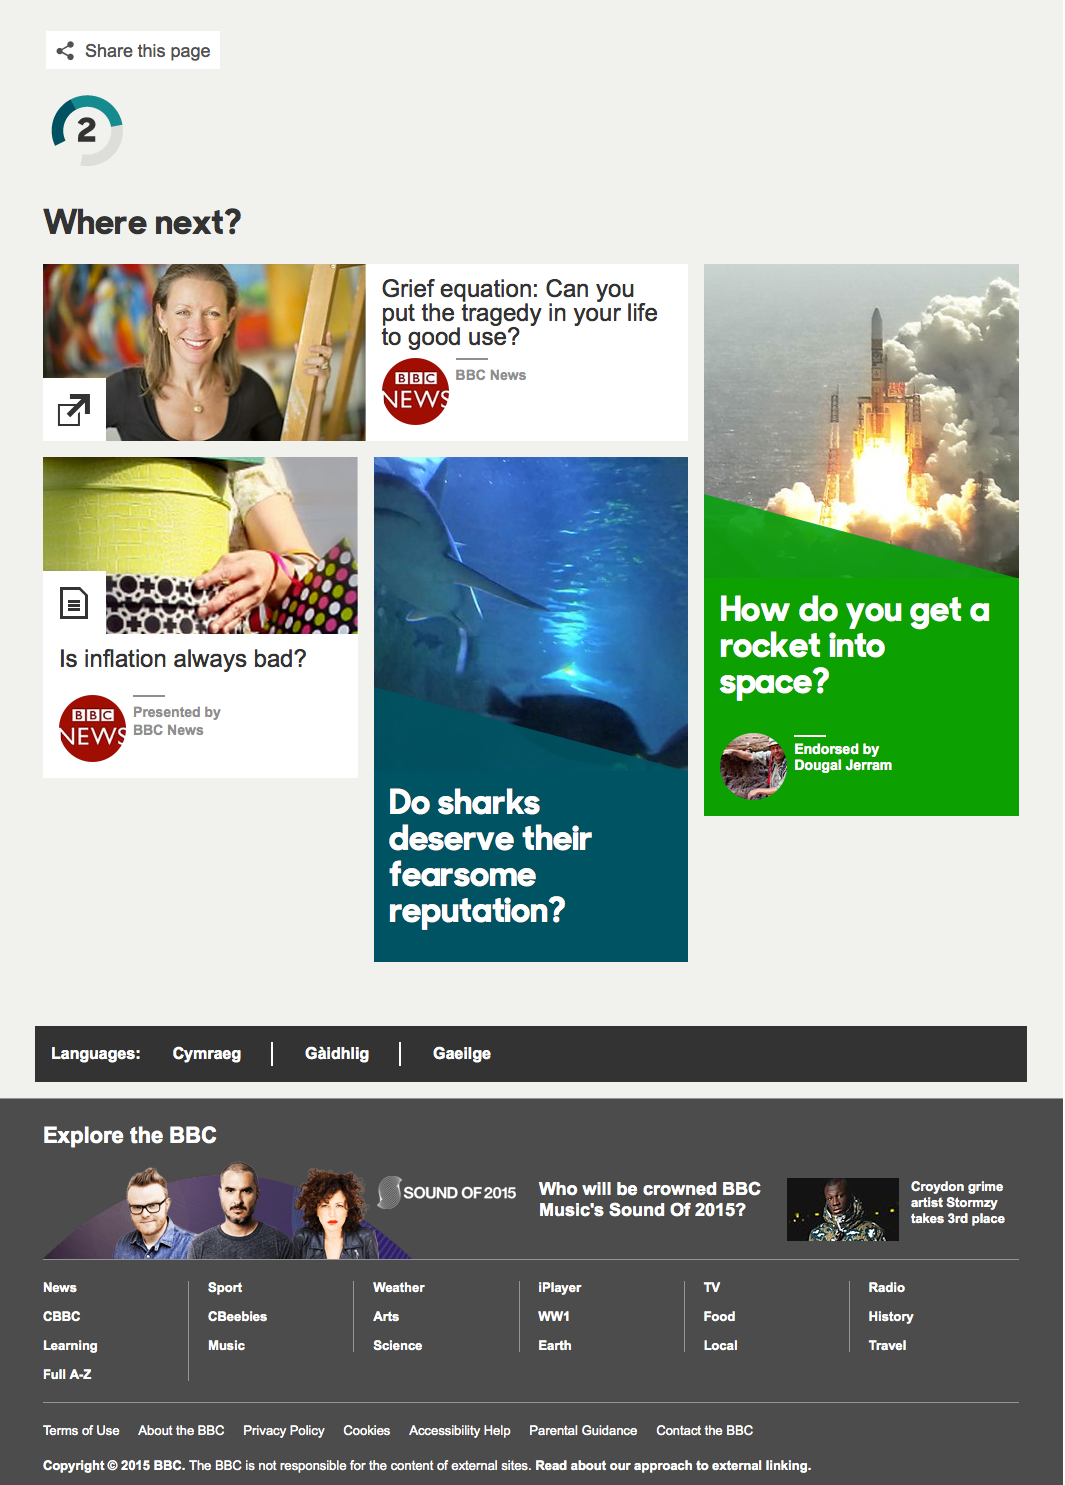 Share this page
2
Where next?
Grief equation: Can you
put the tragedy in your life
to good use?
BBC
NEWS
BBC News
Is inflation always bad?
BBC
NEWS
Presented by
BBC News
Do sharks
deserve their
fearsome
reputation?
How do you get a
rocket into
space?
Endorsed by
Dougal Jerram
Languages: Cymraeg Gàidhlig Gaeilge
Explore the BBC
SOUND OF 2015
Who will be crowned BBC
Music's Sound Of 2015?
Croydon grime
artist Stormzy
takes 3rd place
News Sport Weather iPlayer TV Radio
CBBC CBeebies Arts WW1 Food History
Learning Music Science Earth Local Travel
Full A-Z
Terms of Use About the BBC Privacy Policy Cookies Accessibility Help Parental Guidance Contact the BBC
Copyright © 2015 BBC. The BBC is not responsible for the content of external sites. Read about our approach to external linking.